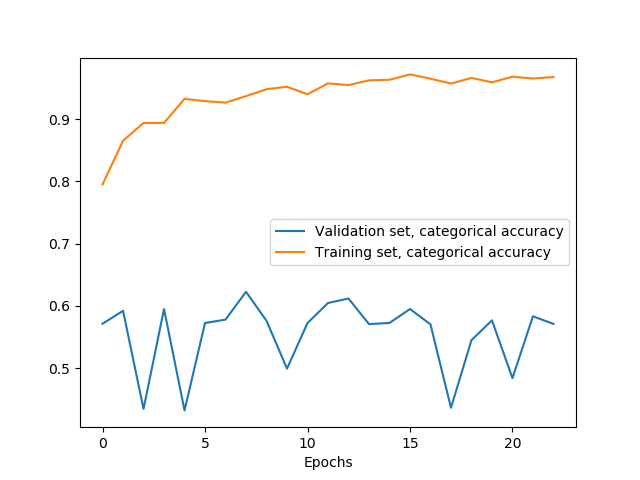 0.9
0.8
0.7
Validation set, categorical accuracy
Training set, categorical accuracy
0.6
0.5
0 5 10 15 20
Epochs